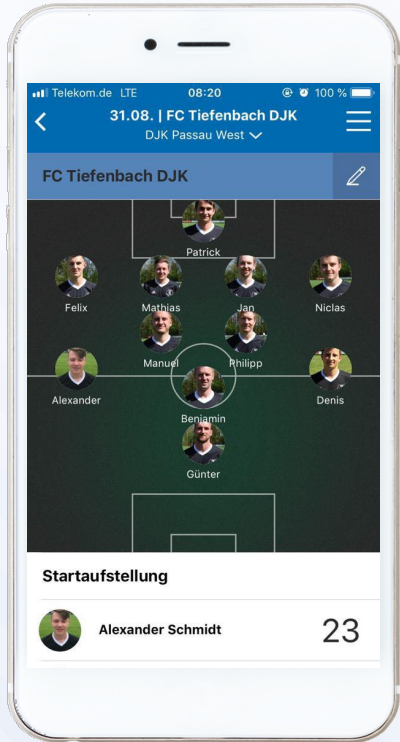 Telekom.de LTE 08:20 100 %
31.08. | FC Tiefenbach DJK
DJK Passau West
FC Tiefenbach DJK
Patrick
Felix Mathias Jan Niclas
Manuel Philipp
Alexander Denis
Benjamin
Günter
Startaufstellung
Alexander Schmidt 23